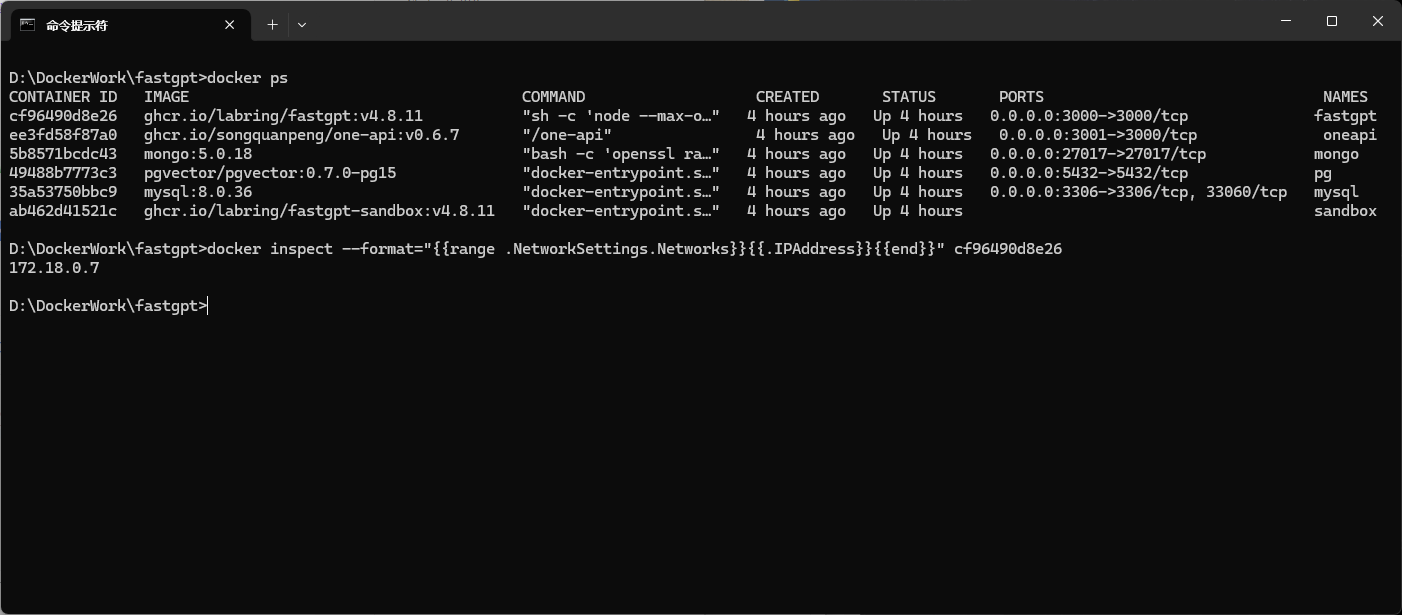 命令提示符
D:\DockerWork\fastgpt>docker ps
CONTAINER ID   IMAGE                                     COMMAND                   CREATED       STATUS       PORTS                               NAMES
cf96490d8e26   ghcr.io/labring/fastgpt:v4.8.11           "sh -c 'node --max-o…"   4 hours ago   Up 4 hours   0.0.0.0:3000->3000/tcp              fastgpt
ee3fd58f87a0   ghcr.io/songquanpeng/one-api:v0.6.7       "/one-api"                4 hours ago   Up 4 hours   0.0.0.0:3001->3000/tcp              oneapi
5b8571bcdc43   mongo:5.0.18                              "bash -c 'openssl ra…"   4 hours ago   Up 4 hours   0.0.0.0:27017->27017/tcp            mongo
49488b7773c3   pgvector/pgvector:0.7.0-pg15              "docker-entrypoint.s…"   4 hours ago   Up 4 hours   0.0.0.0:5432->5432/tcp              pg
35a53750bbc9   mysql:8.0.36                              "docker-entrypoint.s…"   4 hours ago   Up 4 hours   0.0.0.0:3306->3306/tcp, 33060/tcp   mysql
ab462d41521c   ghcr.io/labring/fastgpt-sandbox:v4.8.11   "docker-entrypoint.s…"   4 hours ago   Up 4 hours                                       sandbox
D:\DockerWork\fastgpt>docker inspect --format="{{range .NetworkSettings.Networks}}{{.IPAddress}}{{end}}" cf96490d8e26
172.18.0.7
D:\DockerWork\fastgpt>